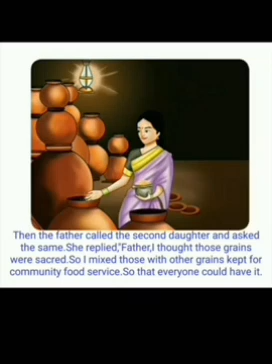 Then the father called the second daughter and asked
the same.She replied,"Father,I thought those grains
were sacred.So I mixed those with other grains kept for
community food service.So that everyone could have it.